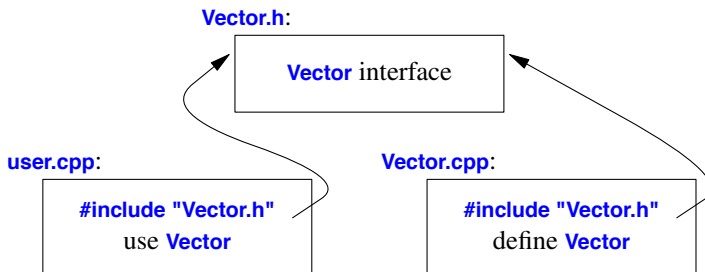 Vector.h:
Vector interface
user.cpp:
Vector.cpp:
#include "Vector.h"
use Vector
#include "Vector.h"
define Vector